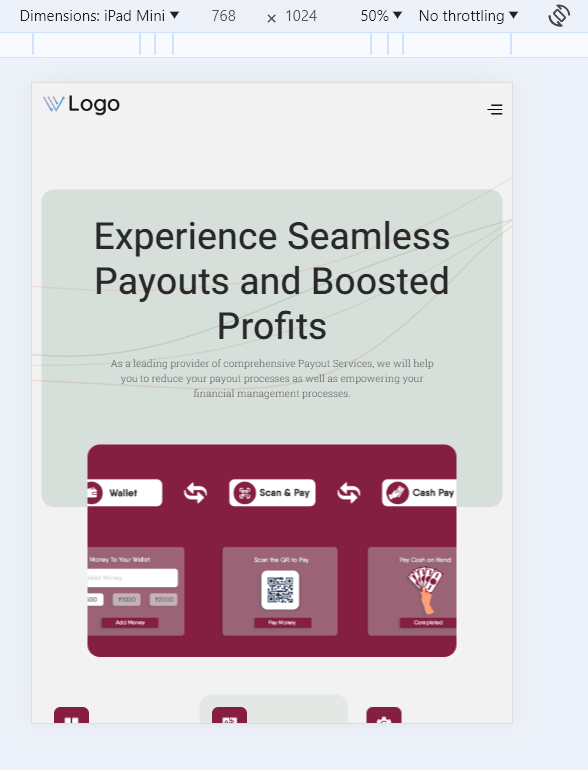 Dimensions: iPad Mini ▼ 768 × 1024 50% ▼ No throttling ▼
Logo
Experience Seamless
Payouts and Boosted
Profits
As a leading provider of comprehensive Payout Services, we will help
you to reduce your payout processes as well as empowering your
financial management processes.
Wallet Scan & Pay Cash Pay
Money To Your Wallet Scan the QR to Pay Pay Cash on Hand
Money
₹1000 ₹2000
Add Money Pay Money Completed